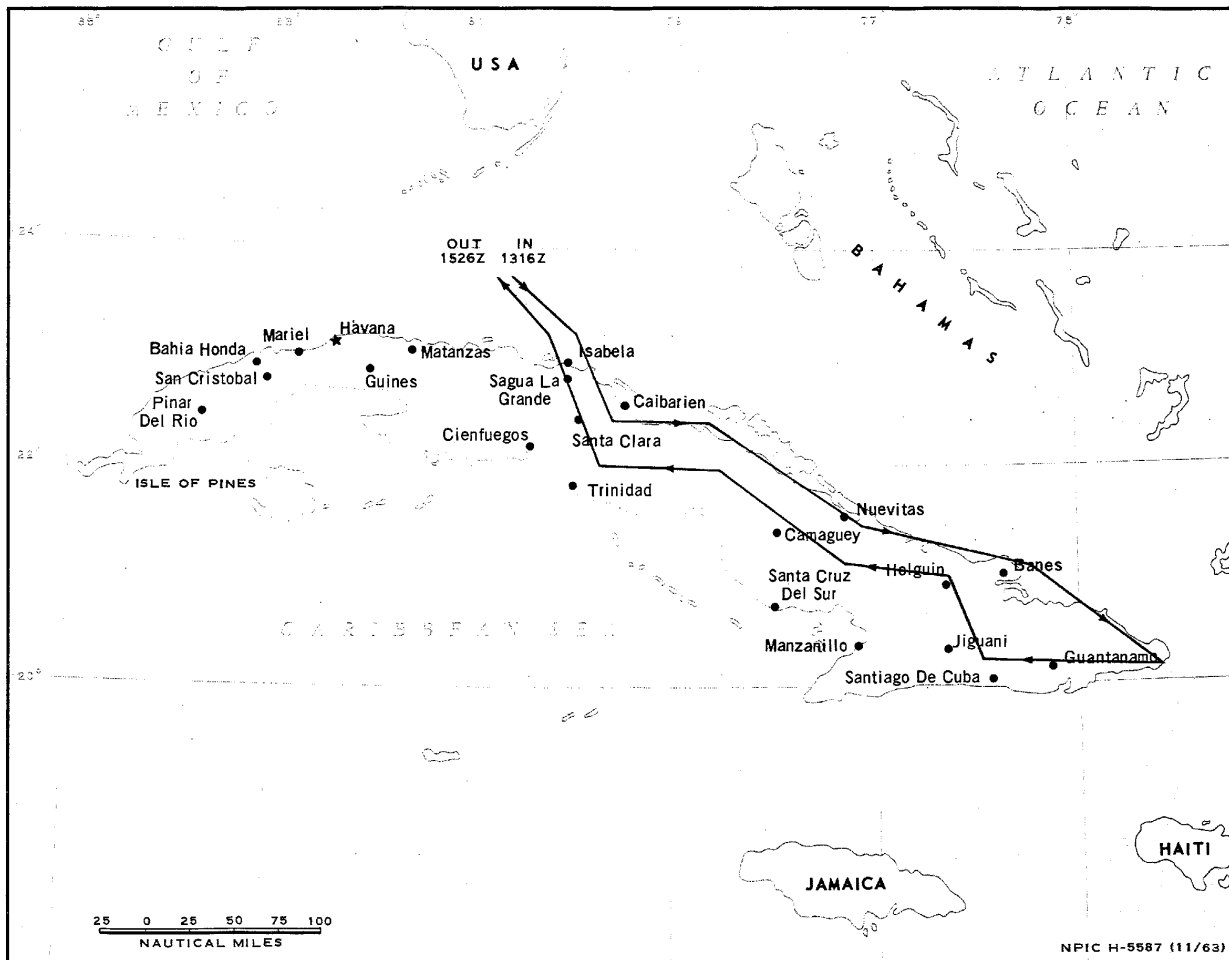 GULF
OF
MEXICO
USA
ATLANTIC
OCEAN
24°
OUT IN
1526Z 1316Z
BAHAMAS
Havana
Mariel
Bahia Honda
Matanzas
Isabela
San Cristobal
Guines
Sagua La
Grande
Pinar
Del Rio
Caibarien
Cienfuegos
Santa Clara
22°
ISLE OF PINES
Trinidad
Nuevitas
Camaguey
Holguin
Banes
Santa Cruz
Del Sur
CARIBBEAN SEA
Manzanillo
Jiguani
Guantanamo
20°
Santiago De Cuba
HAITI
JAMAICA
25 0 25 50 75 100
NAUTICAL MILES
NPIC H-5587 (11/63)